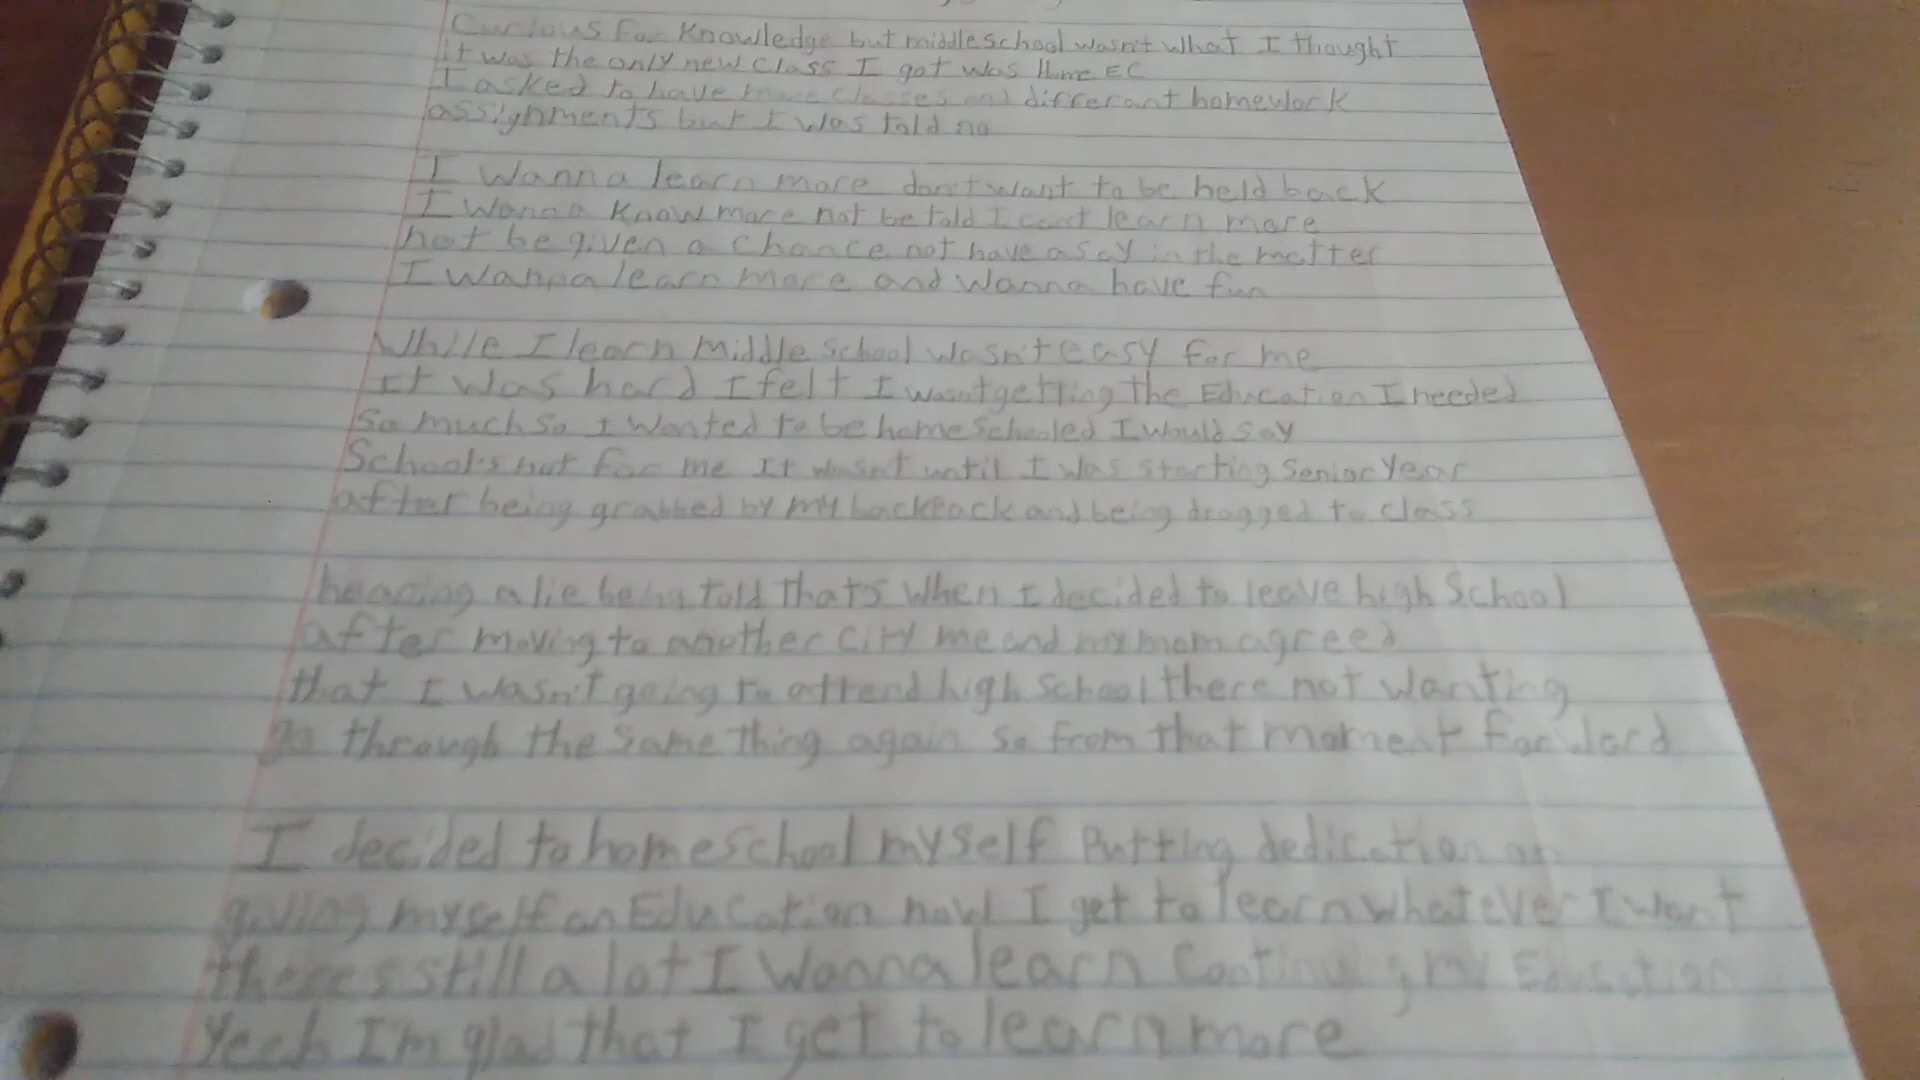 Curious for Knowledge but middle school wasn't what I thought
it was the only new class I got was Home EC
I asked to have more classes and differant homework
assignments but I was told no
I wanna learn more don't want to be held back
I wanna know more not be told I cant learn more
not be given a chance not have a say in the matter
I wanna learn more and wanna have fun
While I learn middle school wasn't easy for me
It was hard I felt I wasnt getting the Education I needed
So much so I wanted to be home schooled I would say
School's not for me It wasn't until I was starting Senior Year
after being grabbed by my backpack and being dragged to class
hearing a lie being told thats when I decided to leave high School
after moving to another city me and my mom agreed
that I wasn't going to attend high school there not wanting
go through the same thing again so from that moment forward
I decided to homeschool myself putting dedication on
giving myself an Education now I get to learn whatever I want
theres still a lot I wanna learn Continuing my Education
Yeah I'm glad that I get to learn more